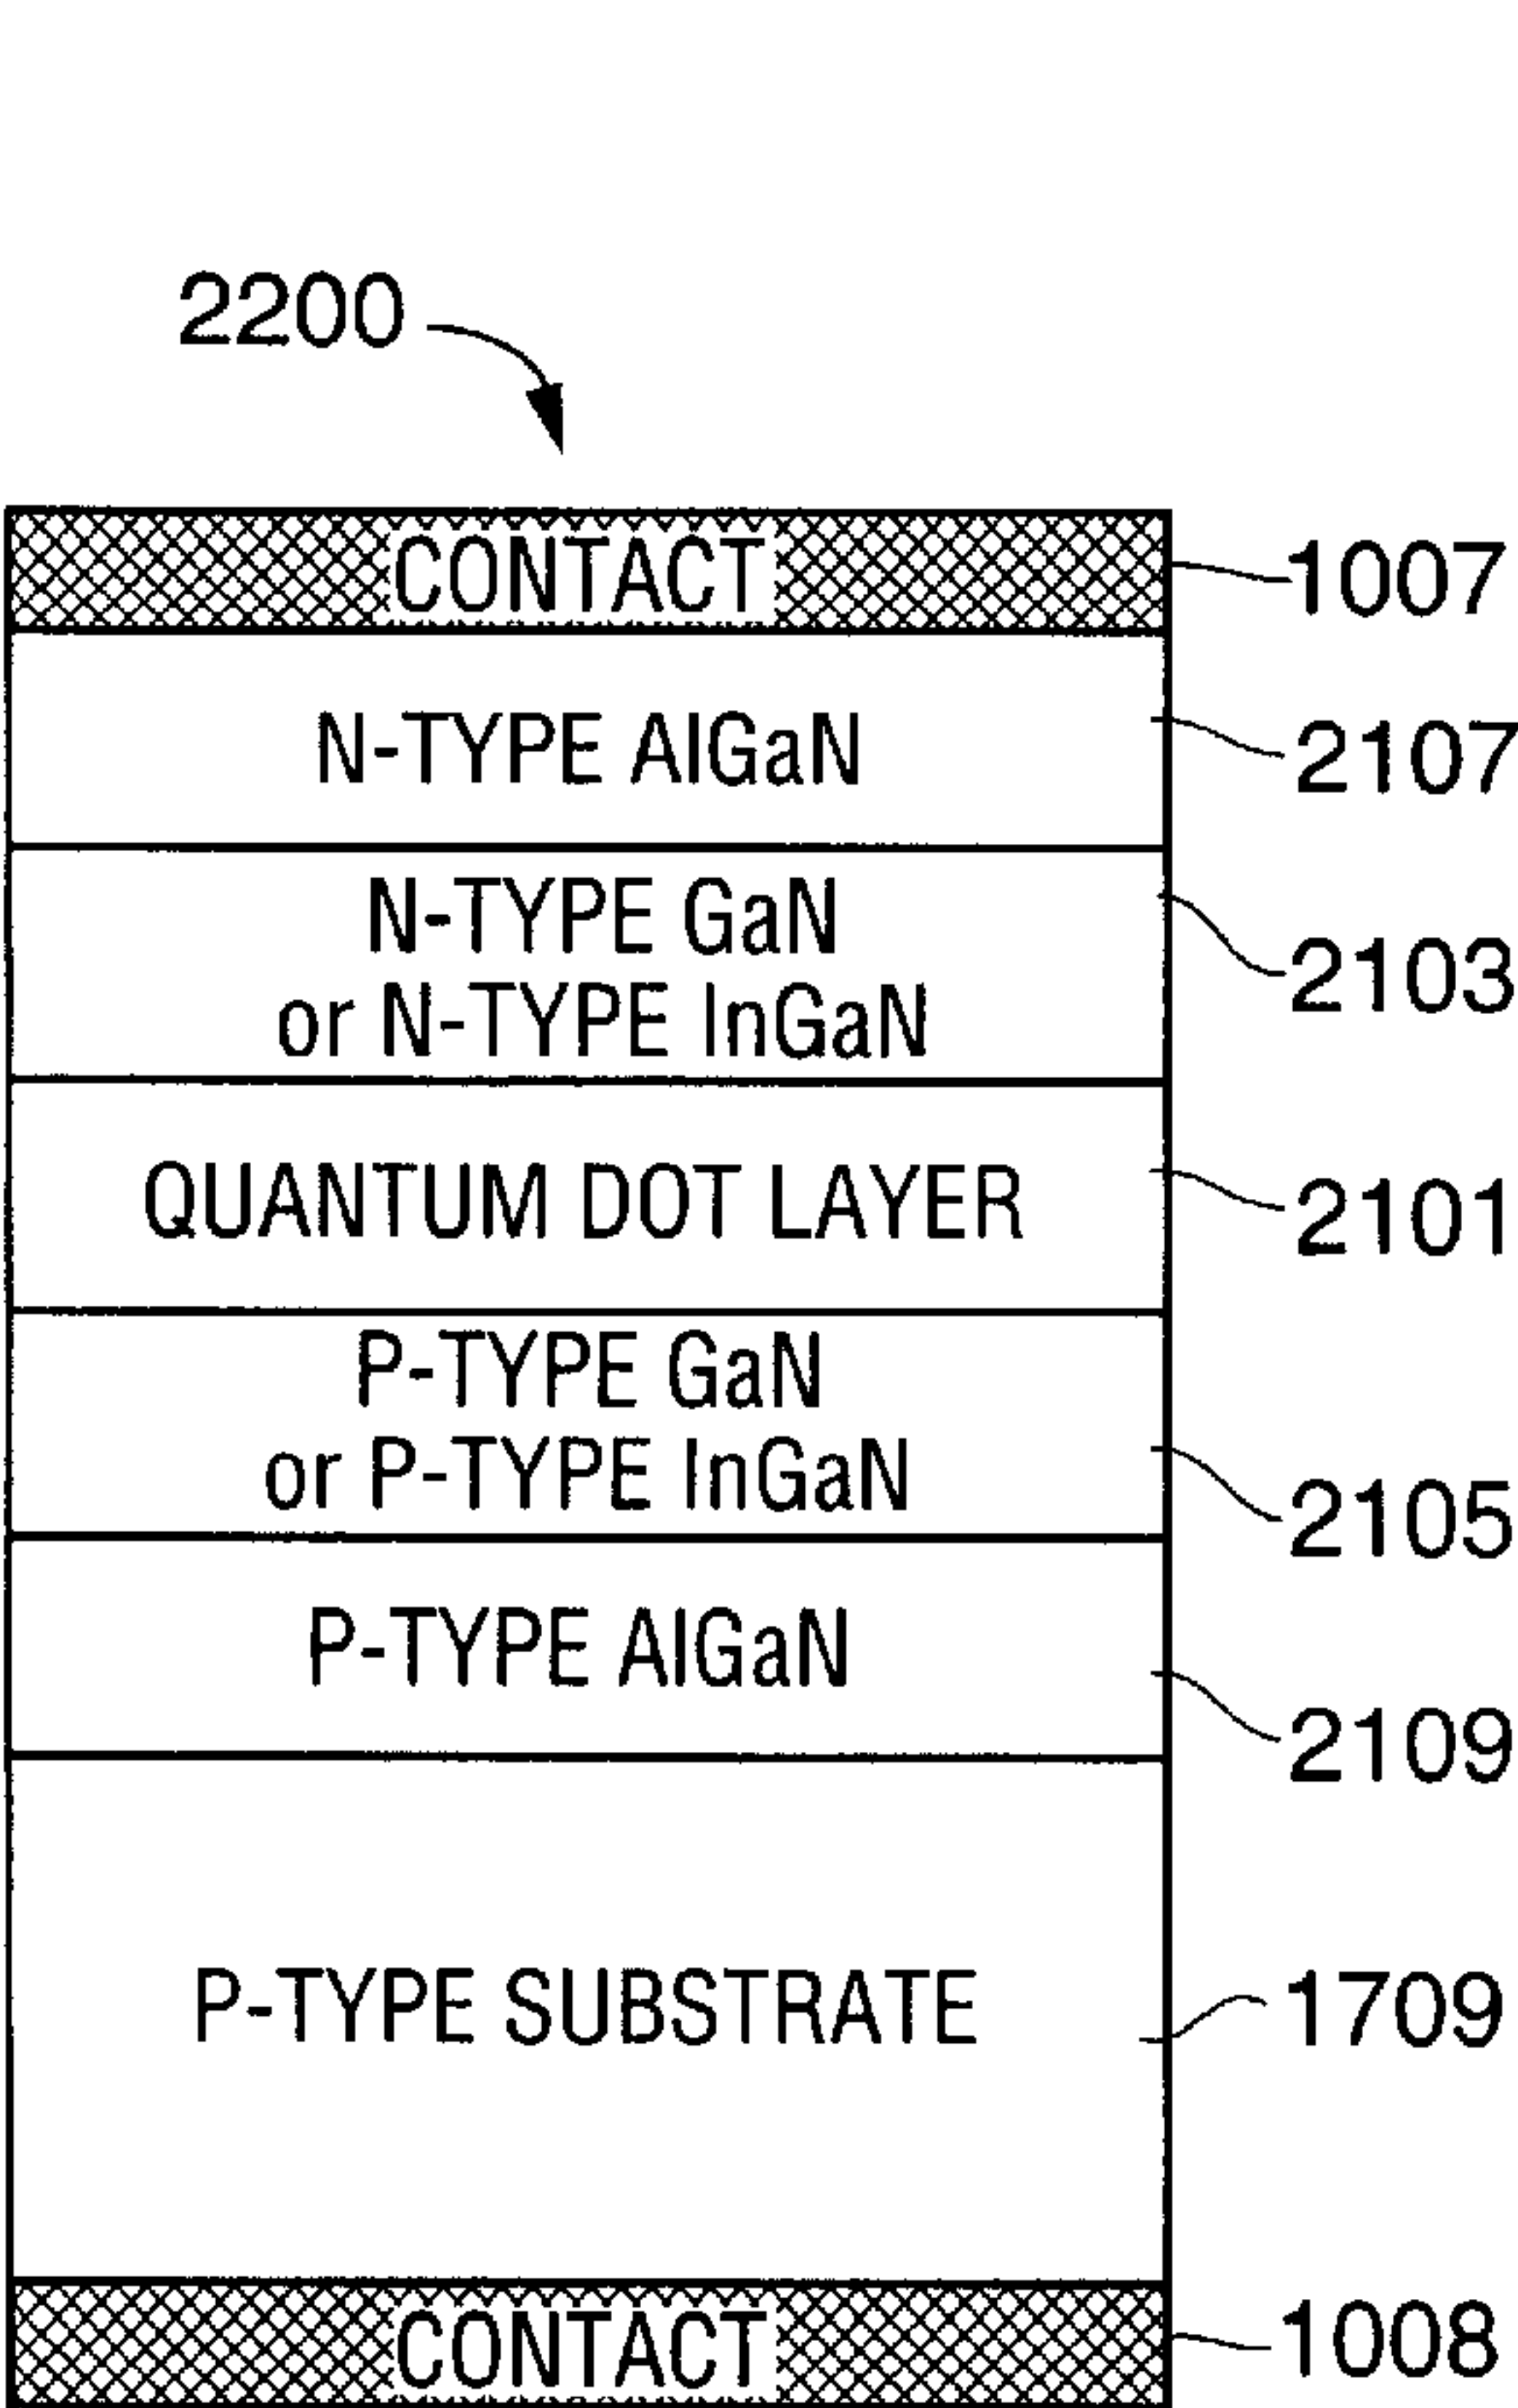 2200
CONTACT 1007
N-TYPE AlGaN 2107
N-TYPE GaN
or N-TYPE InGaN 2103
QUANTUM DOT LAYER 2101
P-TYPE GaN
or P-TYPE InGaN 2105
P-TYPE AlGaN 2109
P-TYPE SUBSTRATE 1709
CONTACT 1008